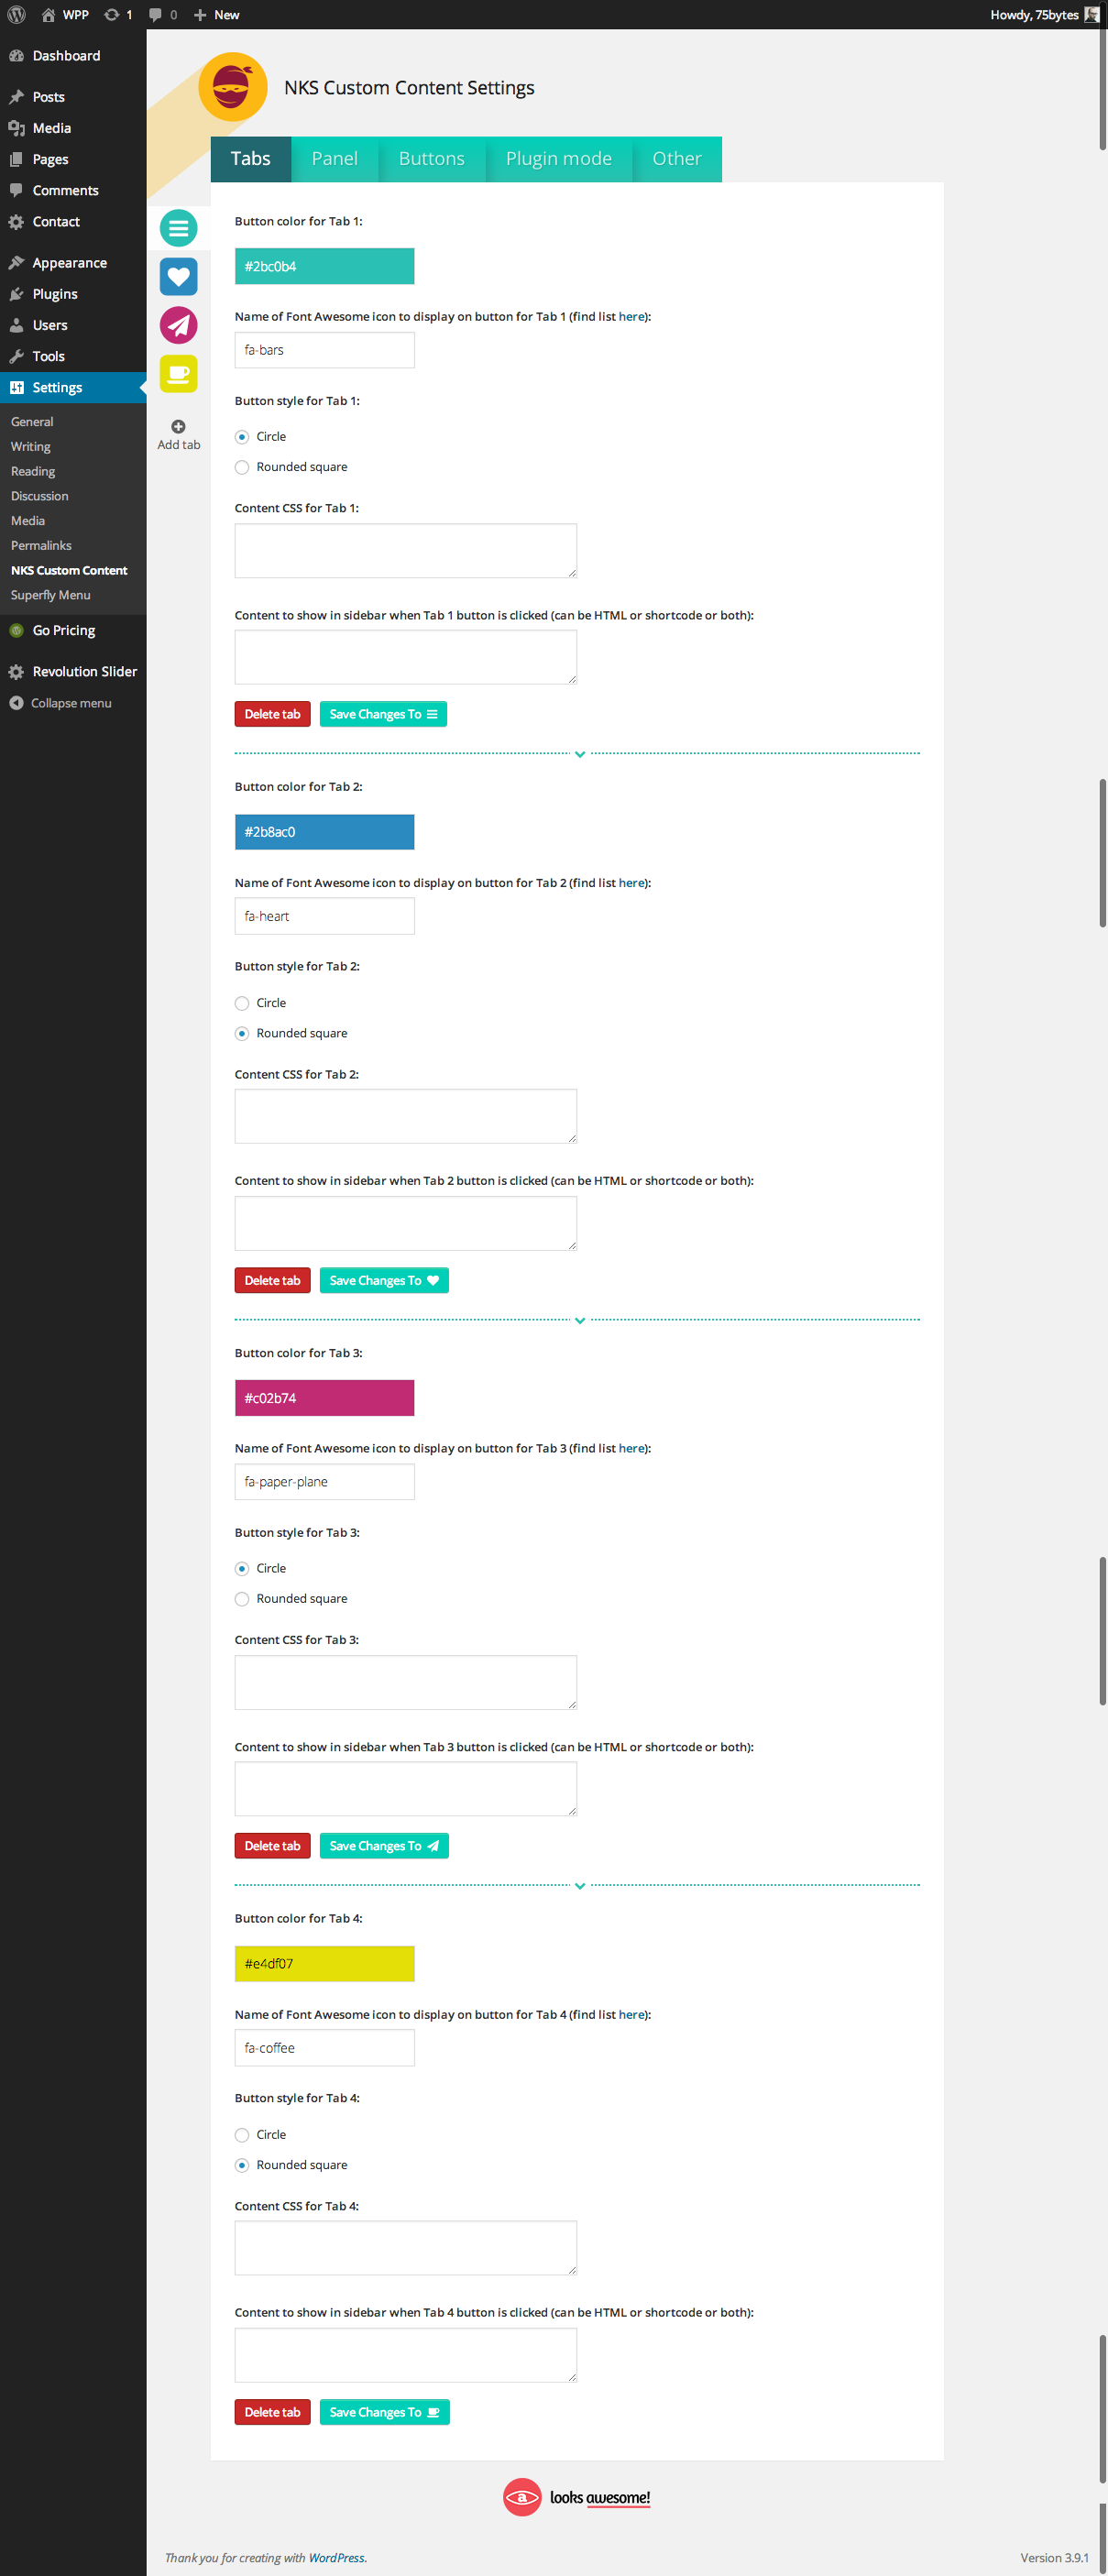 WPP 1 0 New Howdy, 75bytes
Dashboard
Posts
Media
Pages
Comments
Contact
Appearance
Plugins
Users
Tools
Settings
General
Writing
Reading
Discussion
Media
Permalinks
NKS Custom Content
Superfly Menu
Go Pricing
Revolution Slider
Collapse menu
NKS Custom Content Settings
Tabs Panel Buttons Plugin mode Other
Add tab
Button color for Tab 1:
#2bc0b4
Name of Font Awesome icon to display on button for Tab 1 (find list here):
fa-bars
Button style for Tab 1:
Circle
Rounded square
Content CSS for Tab 1:
Content to show in sidebar when Tab 1 button is clicked (can be HTML or shortcode or both):
Delete tab Save Changes To
Button color for Tab 2:
#2b8ac0
Name of Font Awesome icon to display on button for Tab 2 (find list here):
fa-heart
Button style for Tab 2:
Circle
Rounded square
Content CSS for Tab 2:
Content to show in sidebar when Tab 2 button is clicked (can be HTML or shortcode or both):
Delete tab Save Changes To
Button color for Tab 3:
#c02b74
Name of Font Awesome icon to display on button for Tab 3 (find list here):
fa-paper-plane
Button style for Tab 3:
Circle
Rounded square
Content CSS for Tab 3:
Content to show in sidebar when Tab 3 button is clicked (can be HTML or shortcode or both):
Delete tab Save Changes To
Button color for Tab 4:
#e4df07
Name of Font Awesome icon to display on button for Tab 4 (find list here):
fa-coffee
Button style for Tab 4:
Circle
Rounded square
Content CSS for Tab 4:
Content to show in sidebar when Tab 4 button is clicked (can be HTML or shortcode or both):
Delete tab Save Changes To
a looks awesome!
Thank you for creating with WordPress. Version 3.9.1